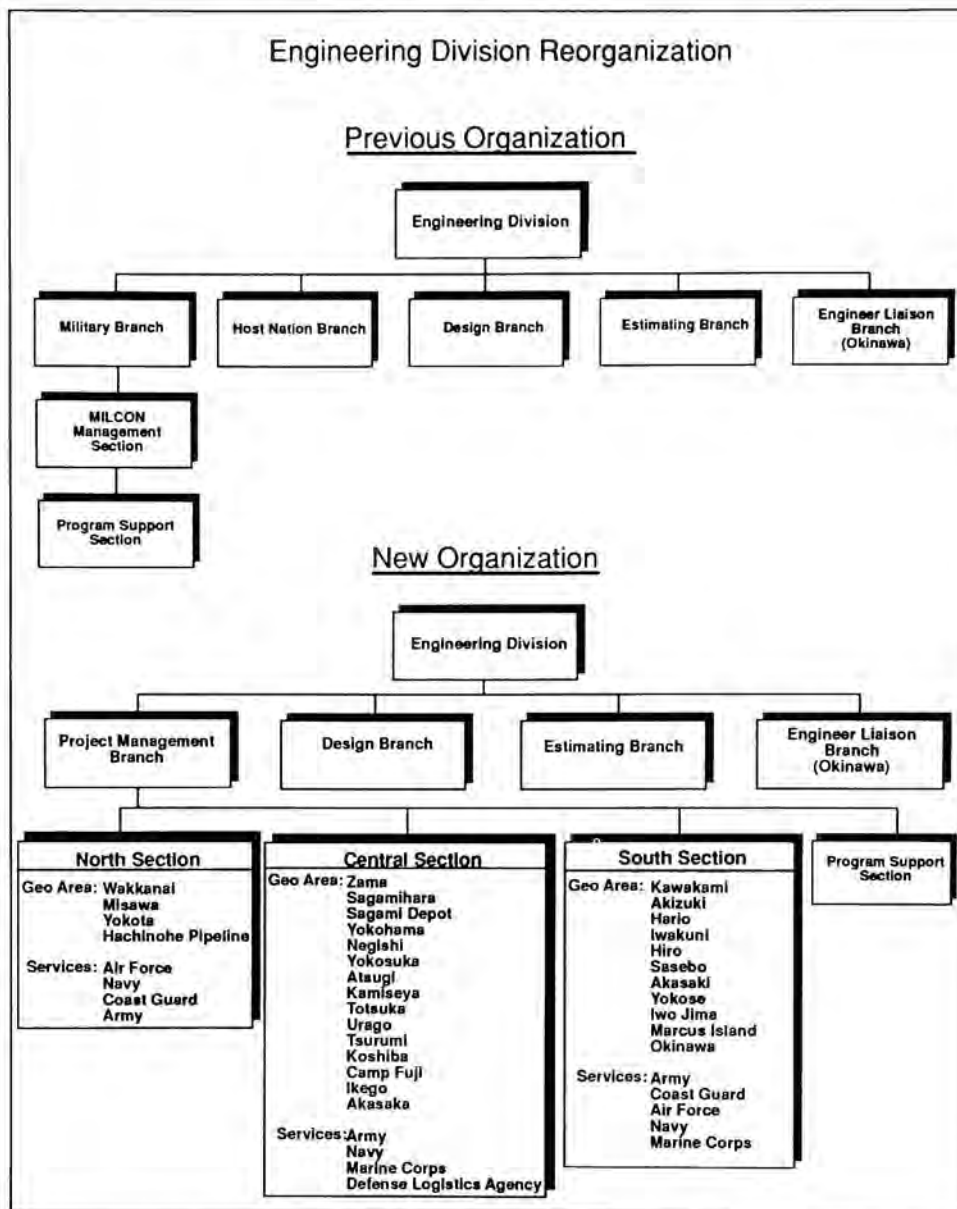 Engineering Division Reorganization
Previous Organization
Engineering Division
Military Branch
Host Nation Branch
Design Branch
Estimating Branch
Engineer Liaison
Branch
(Okinawa)
MILCON
Management
Section
Program Support
Section
New Organization
Engineering Division
Project Management
Branch
Design Branch
Estimating Branch
Engineer Liaison
Branch
(Okinawa)
North Section
Geo Area: Wakkanai
Misawa
Yokota
Hachinohe Pipeline
Services: Air Force
Navy
Coast Guard
Army
Central Section
Geo Area: Zama
Sagamihara
Sagami Depot
Yokohama
Negishi
Yokosuka
Atsugi
Kamiseya
Totsuka
Urago
Tsurumi
Koshiba
Camp Fuji
Ikego
Akasaka
Services: Army
Navy
Marine Corps
Defense Logistics Agency
South Section
Geo Area: Kawakami
Akizuki
Hario
Iwakuni
Hiro
Sasebo
Akasaki
Yokose
Iwo Jima
Marcus Island
Okinawa
Services: Army
Coast Guard
Air Force
Navy
Marine Corps
Program Support
Section